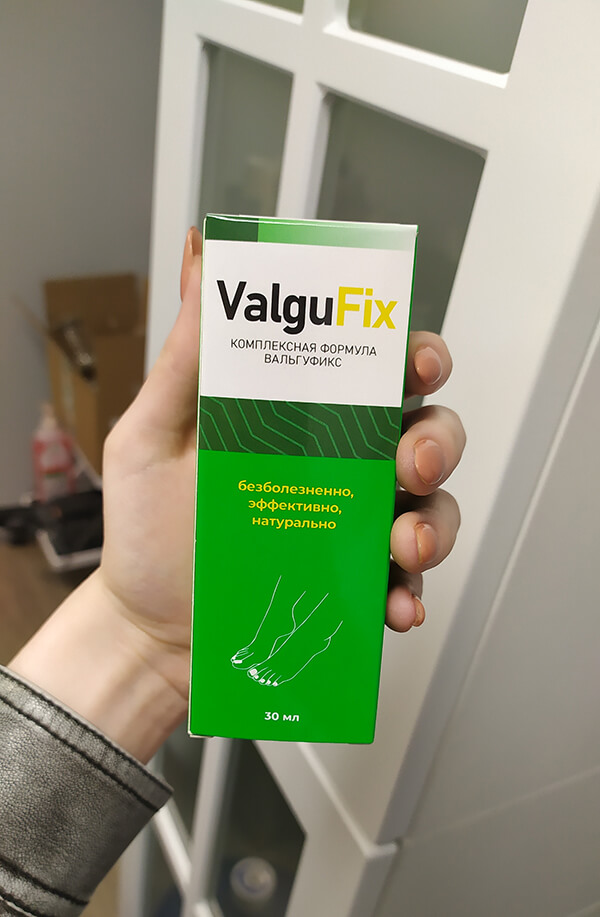 ValguFix
КОМПЛЕКСНАЯ ФОРМУЛА
ВАЛЬГУФИКС
безболезненно,
эффективно,
натурально
30 мл